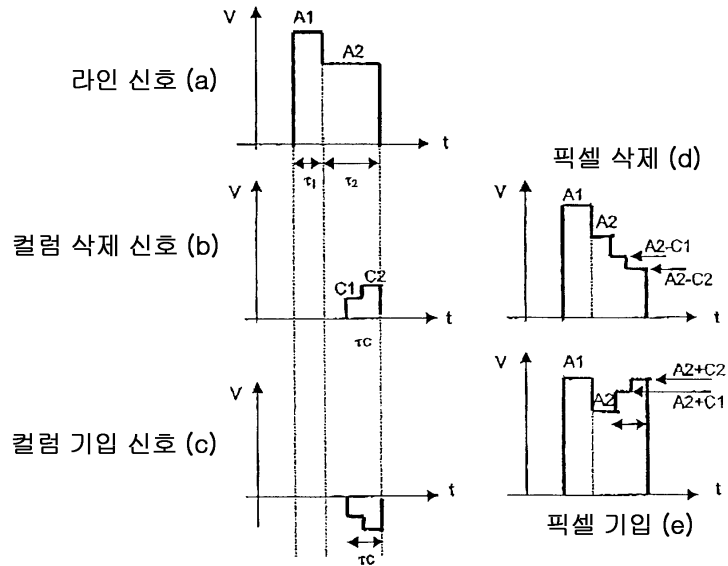 V
A1
A2
라인 신호 (a)
t
τ1
τ2
픽셀 삭제 (d)
V
컬럼 삭제 신호 (b)
C1
C2
t
τc
V
A1
A2
A2-C1
A2-C2
t
V
컬럼 기입 신호 (c)
t
τc
V
A1
A2
A2+C2
A2+C1
t
픽셀 기입 (e)